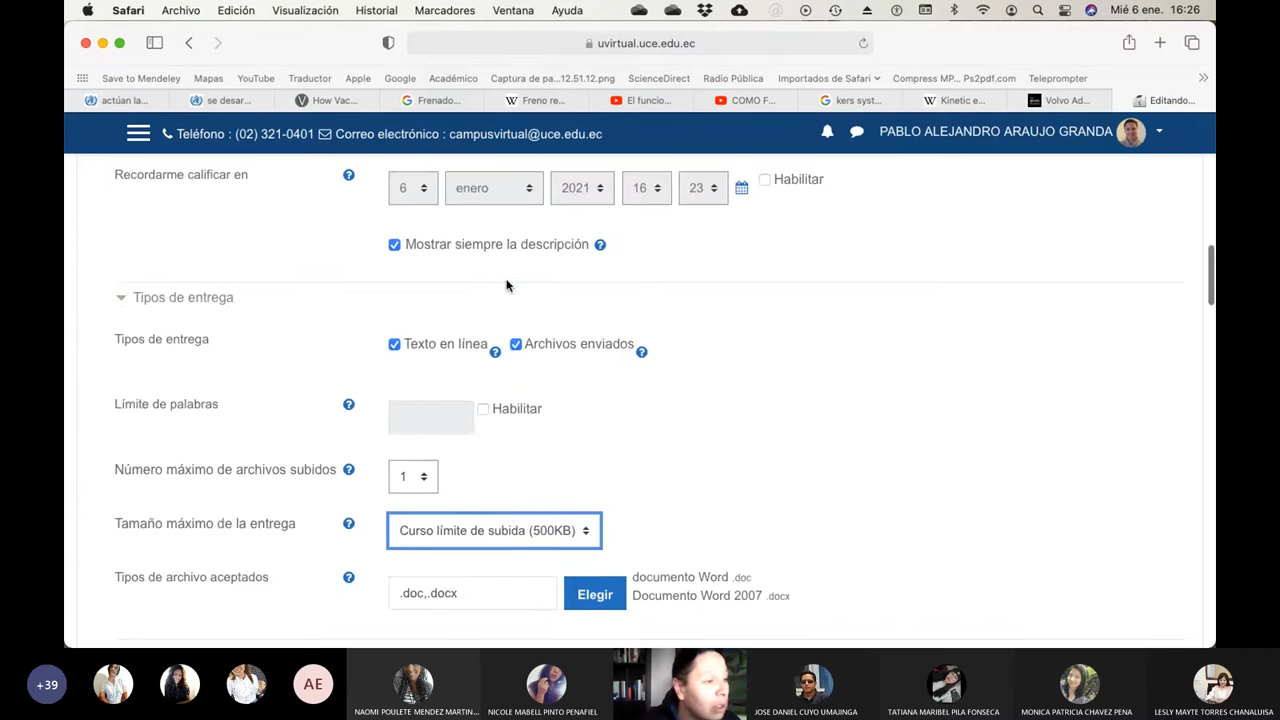 Safari Archivo Edición Visualización Historial Marcadores Ventana Ayuda Mié 6 ene. 16:26
uvirtual.uce.edu.ec
Save to Mendeley Mapas YouTube Traductor Apple Google Académico Captura de pa...12.51.12.png ScienceDirect Radio Pública Importados de Safari Compress MP... Ps2pdf.com Teleprompter
actúan la... se desar... How Vac... Frenado... Freno re... El funcio... COMO F... kers syst... Kinetic e... Volvo Ad... Editando...
Teléfono : (02) 321-0401 Correo electrónico : campusvirtual@uce.edu.ec PABLO ALEJANDRO ARAUJO GRANDA
Recordarme calificar en 6 enero 2021 16 23 Habilitar
Mostrar siempre la descripción
Tipos de entrega
Tipos de entrega Texto en línea Archivos enviados
Límite de palabras Habilitar
Número máximo de archivos subidos 1
Tamaño máximo de la entrega Curso límite de subida (500KB)
Tipos de archivo aceptados .doc,.docx Elegir documento Word .doc
Documento Word 2007 .docx
+39 AE
NAOMI POULETE MENDEZ MARTIN... NICOLE MABELL PINTO PENAFIEL JOSE DANIEL CUYO UMAJINGA TATIANA MARIBEL PILA FONSECA MONICA PATRICIA CHAVEZ PENA LESLY MAYTE TORRES CHANALUISA